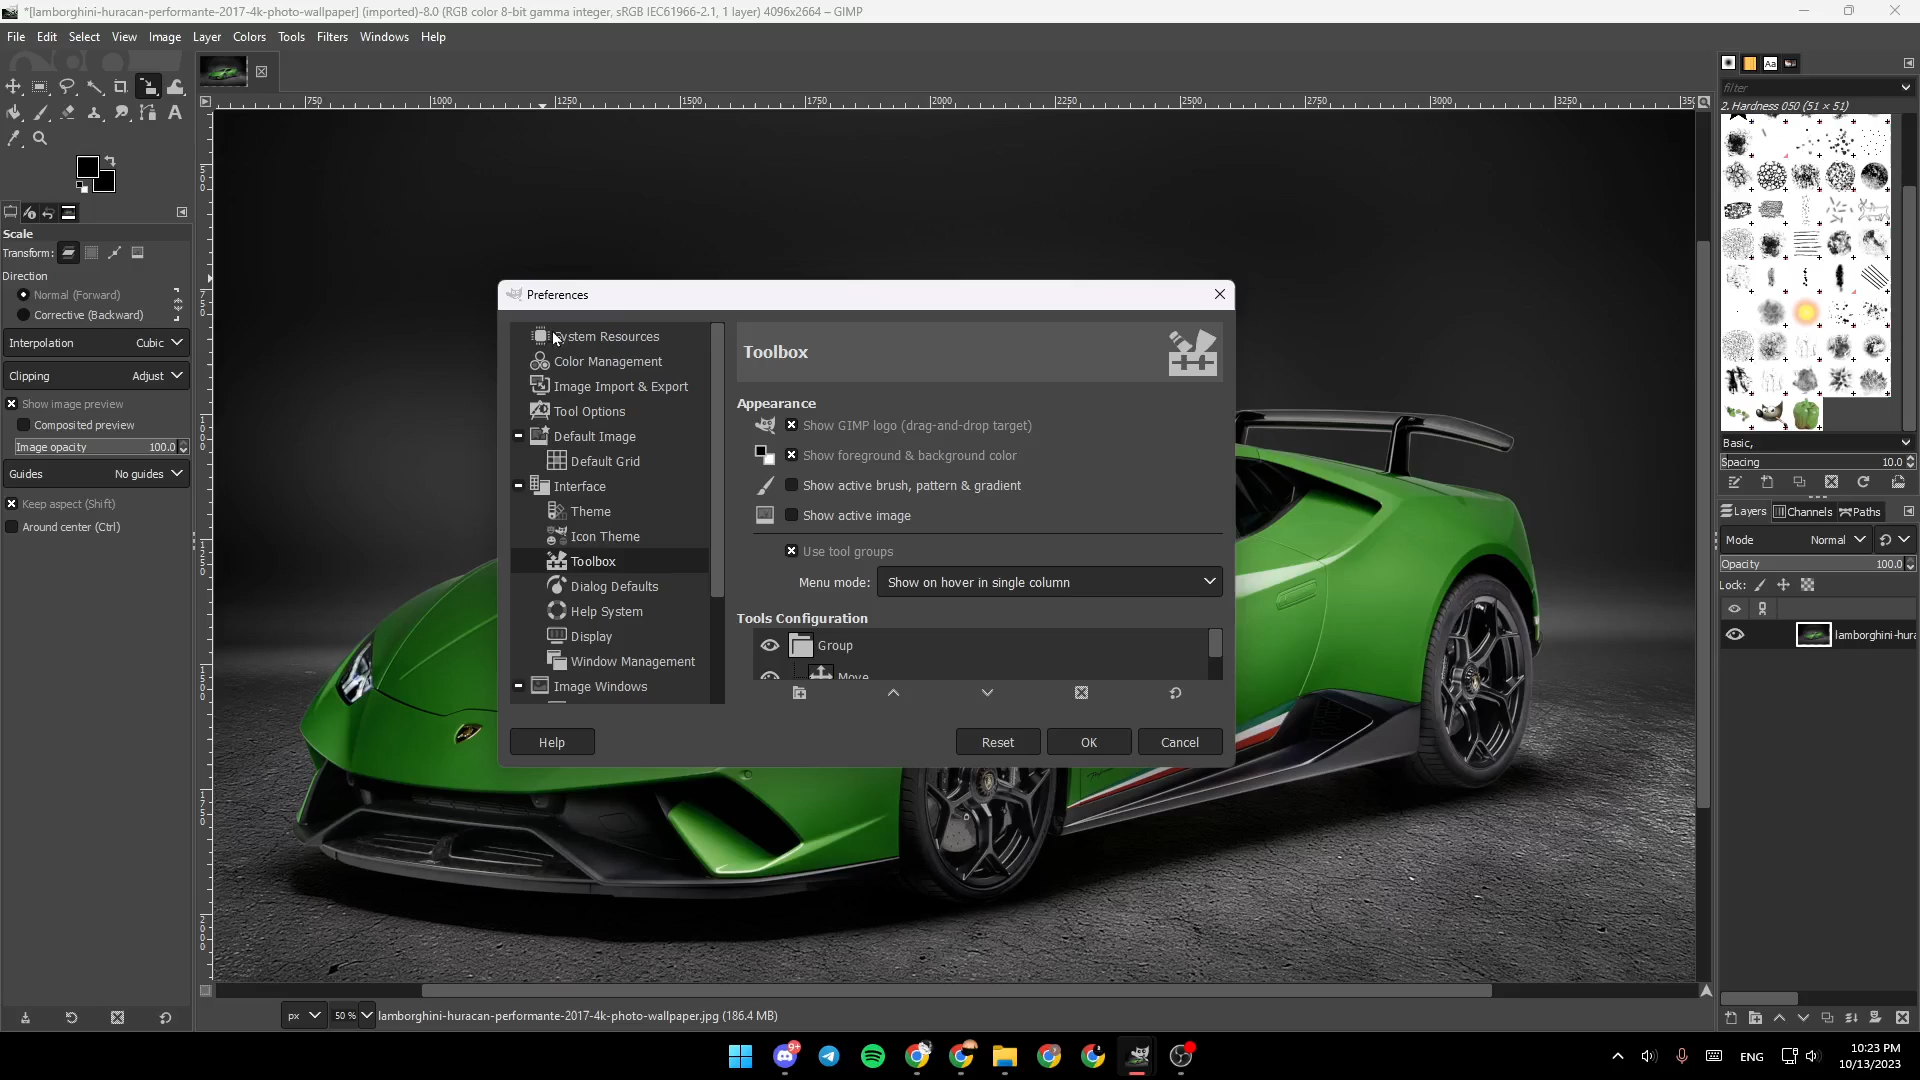 *[lamborghini-huracan-performante-2017-4k-photo-wallpaper] (imported)-8.0 (RGB color 8-bit gamma integer, sRGB IEC61966-2.1, 1 layer) 4096x2664 – GIMP
File Edit Select View Image Layer Colors Tools Filters Windows Help
750 1000 1250 1500 1750 2000 2250 2500 2750 3000 3250
filter
2. Hardness 050 (51 × 51)
Scale
Transform:
Direction
Normal (Forward)
Corrective (Backward)
Interpolation Cubic
Clipping Adjust
Show image preview
Composited preview
Image opacity 100.0
Guides No guides
Keep aspect (Shift)
Around center (Ctrl)
500
750
1000
1250
1500
1750
2000
Preferences
System Resources
Color Management
Image Import & Export
Tool Options
Default Image
Default Grid
Interface
Theme
Icon Theme
Toolbox
Dialog Defaults
Help System
Display
Window Management
Image Windows
Toolbox
Appearance
Show GIMP logo (drag-and-drop target)
Show foreground & background color
Show active brush, pattern & gradient
Show active image
Use tool groups
Menu mode: Show on hover in single column
Tools Configuration
Group
Move
Help Reset OK Cancel
Basic,
Spacing 10.0
Layers Channels Paths
Mode Normal
Opacity 100.0
Lock:
lamborghini-hura
px 50 % lamborghini-huracan-performante-2017-4k-photo-wallpaper.jpg (186.4 MB)
9+
ENG
10:23 PM
10/13/2023